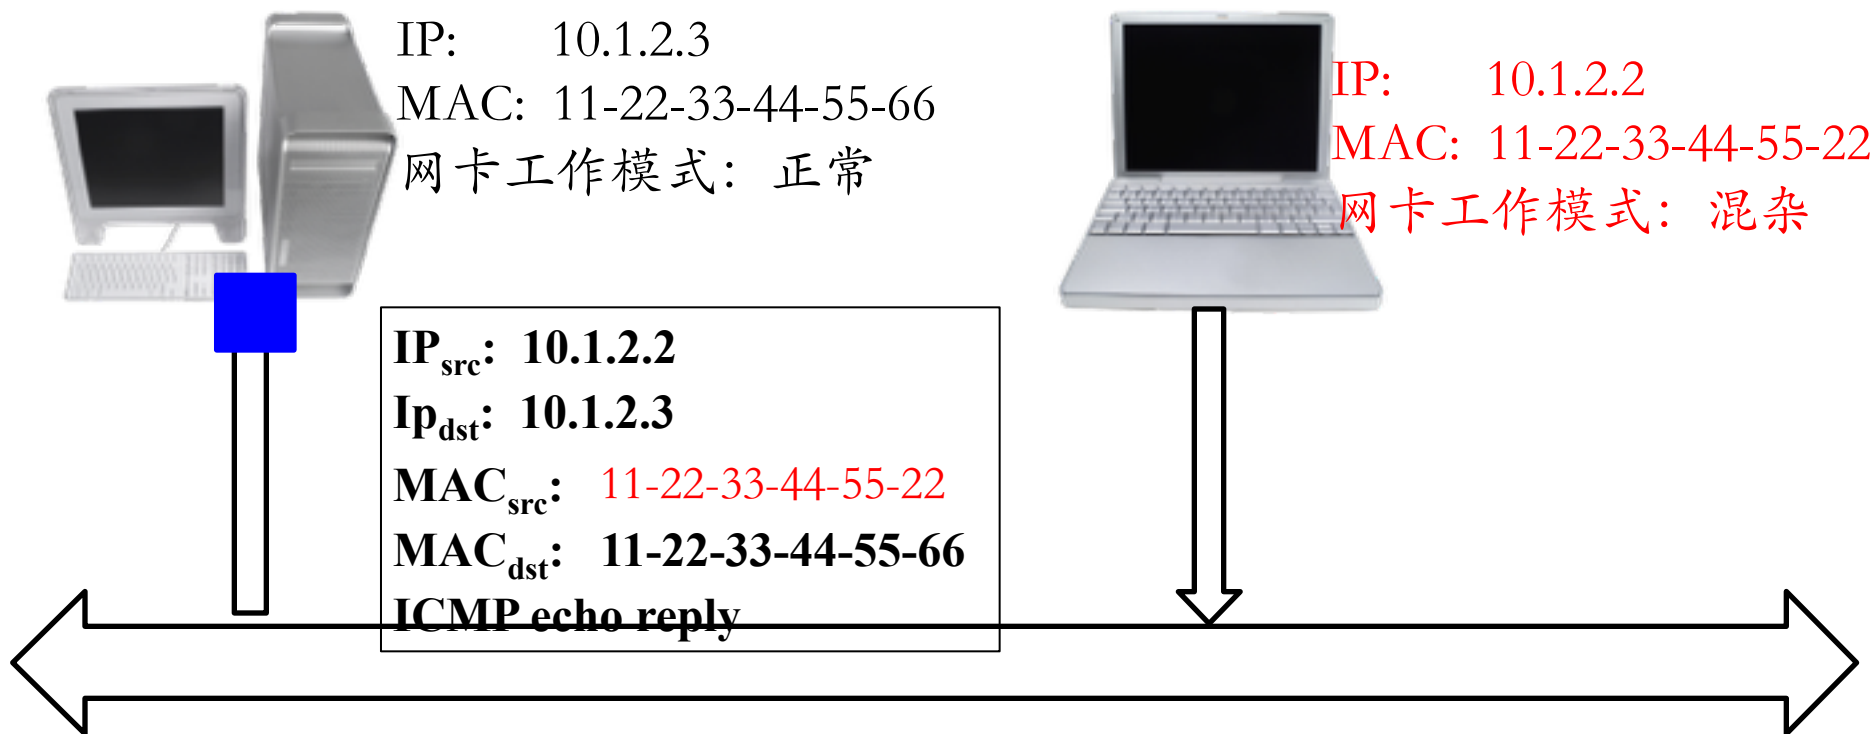 IP: 10.1.2.3
MAC: 11-22-33-44-55-66
网卡工作模式：正常
IP: 10.1.2.2
MAC: 11-22-33-44-55-22
网卡工作模式：混杂
IPsrc: 10.1.2.2
Ipdst: 10.1.2.3
MACsrc: 11-22-33-44-55-22
MACdst: 11-22-33-44-55-66
ICMP echo reply